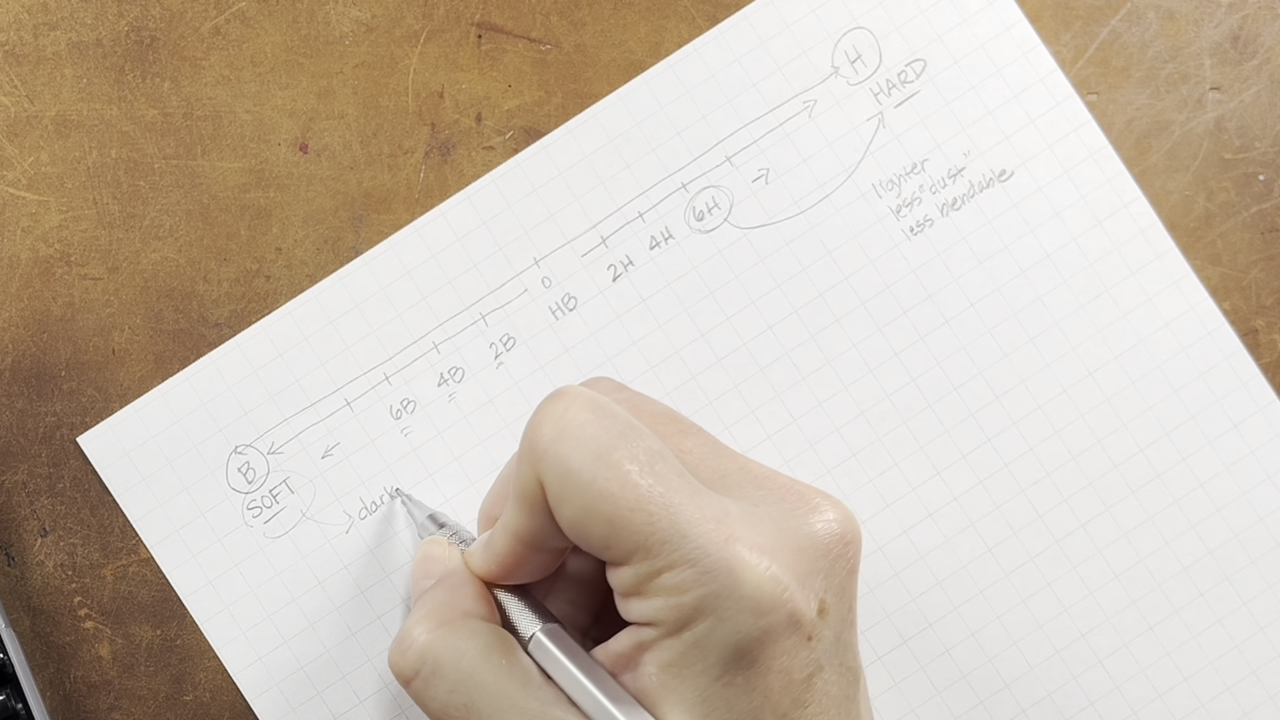 H
HARD
lighter
less "dust"
less blendable
6H
4H
2H
0
HB
2B
4B
6B
B
SOFT
dark